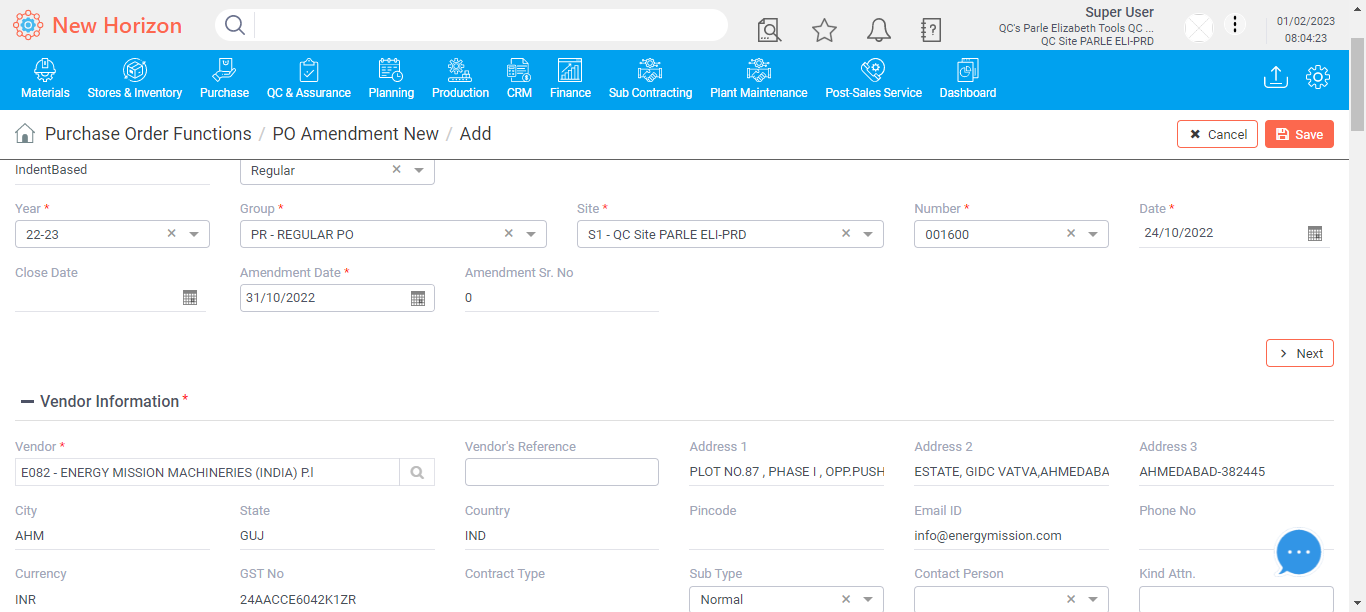 New Horizon
Super User
QC's Parle Elizabeth Tools QC ...
QC Site PARLE ELI-PRD
01/02/2023
08:04:23
Materials
Stores & Inventory
Purchase
QC & Assurance
Planning
Production
CRM
Finance
Sub Contracting
Plant Maintenance
Post-Sales Service
Dashboard
Purchase Order Functions / PO Amendment New / Add
Cancel
Save
IndentBased
Regular
Year *
Group *
Site *
Number *
Date *
22-23
PR - REGULAR PO
S1 - QC Site PARLE ELI-PRD
001600
24/10/2022
Close Date
Amendment Date *
Amendment Sr. No
31/10/2022
0
Next
Vendor Information *
Vendor *
Vendor's Reference
Address 1
Address 2
Address 3
E082 - ENERGY MISSION MACHINERIES (INDIA) P.l
PLOT NO.87 , PHASE I , OPP.PUSH
ESTATE, GIDC VATVA,AHMEDABA
AHMEDABAD-382445
City
State
Country
Pincode
Email ID
Phone No
AHM
GUJ
IND
info@energymission.com
Currency
GST No
Contract Type
Sub Type
Contact Person
Kind Attn.
INR
24AACCE6042K1ZR
Normal